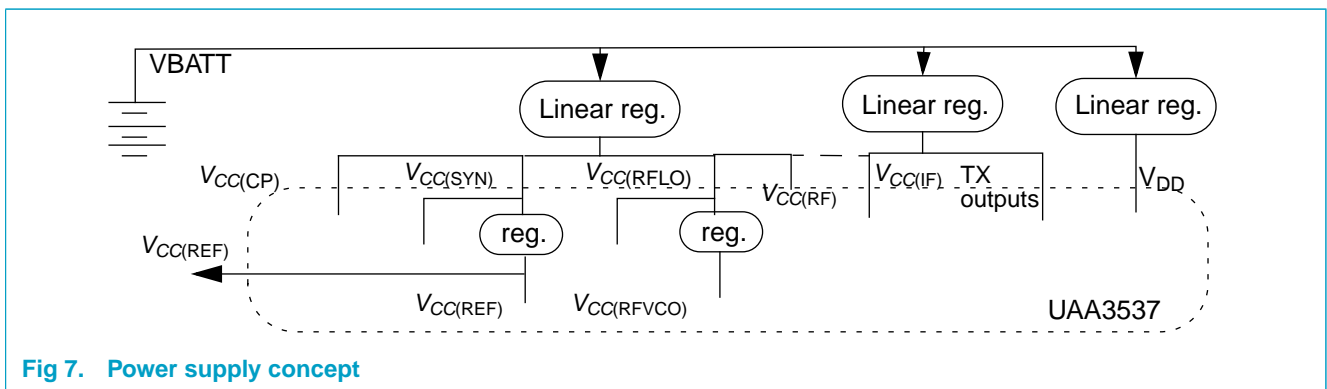 VBATT
Linear reg.
Linear reg.
Linear reg.
VCC(CP)
VCC(SYN)
VCC(RFLO)
VCC(RF)
VCC(IF)
TX
outputs
VDD
reg.
reg.
VCC(REF)
VCC(REF)
VCC(RFVCO)
UAA3537
Fig 7. Power supply concept